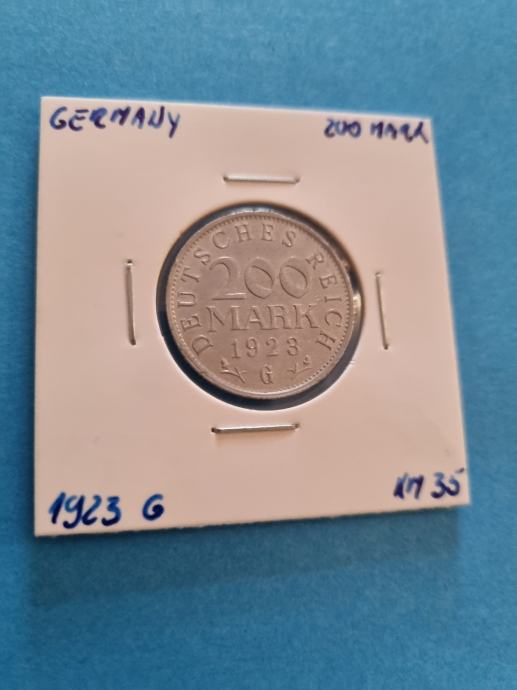 GERMANY 200 MARK
DEUTSCHES REICH
200
MARK
1923
G
1923 G KM 35